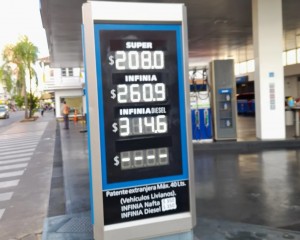 SUPER
$208.0
INFINIA
$260.9
INFINIA DIESEL
$314.6
$----
Patente extranjera Máx. 40 Lts.
(Vehículos Livianos).
INFINIA Nafta
INFINIA Diesel